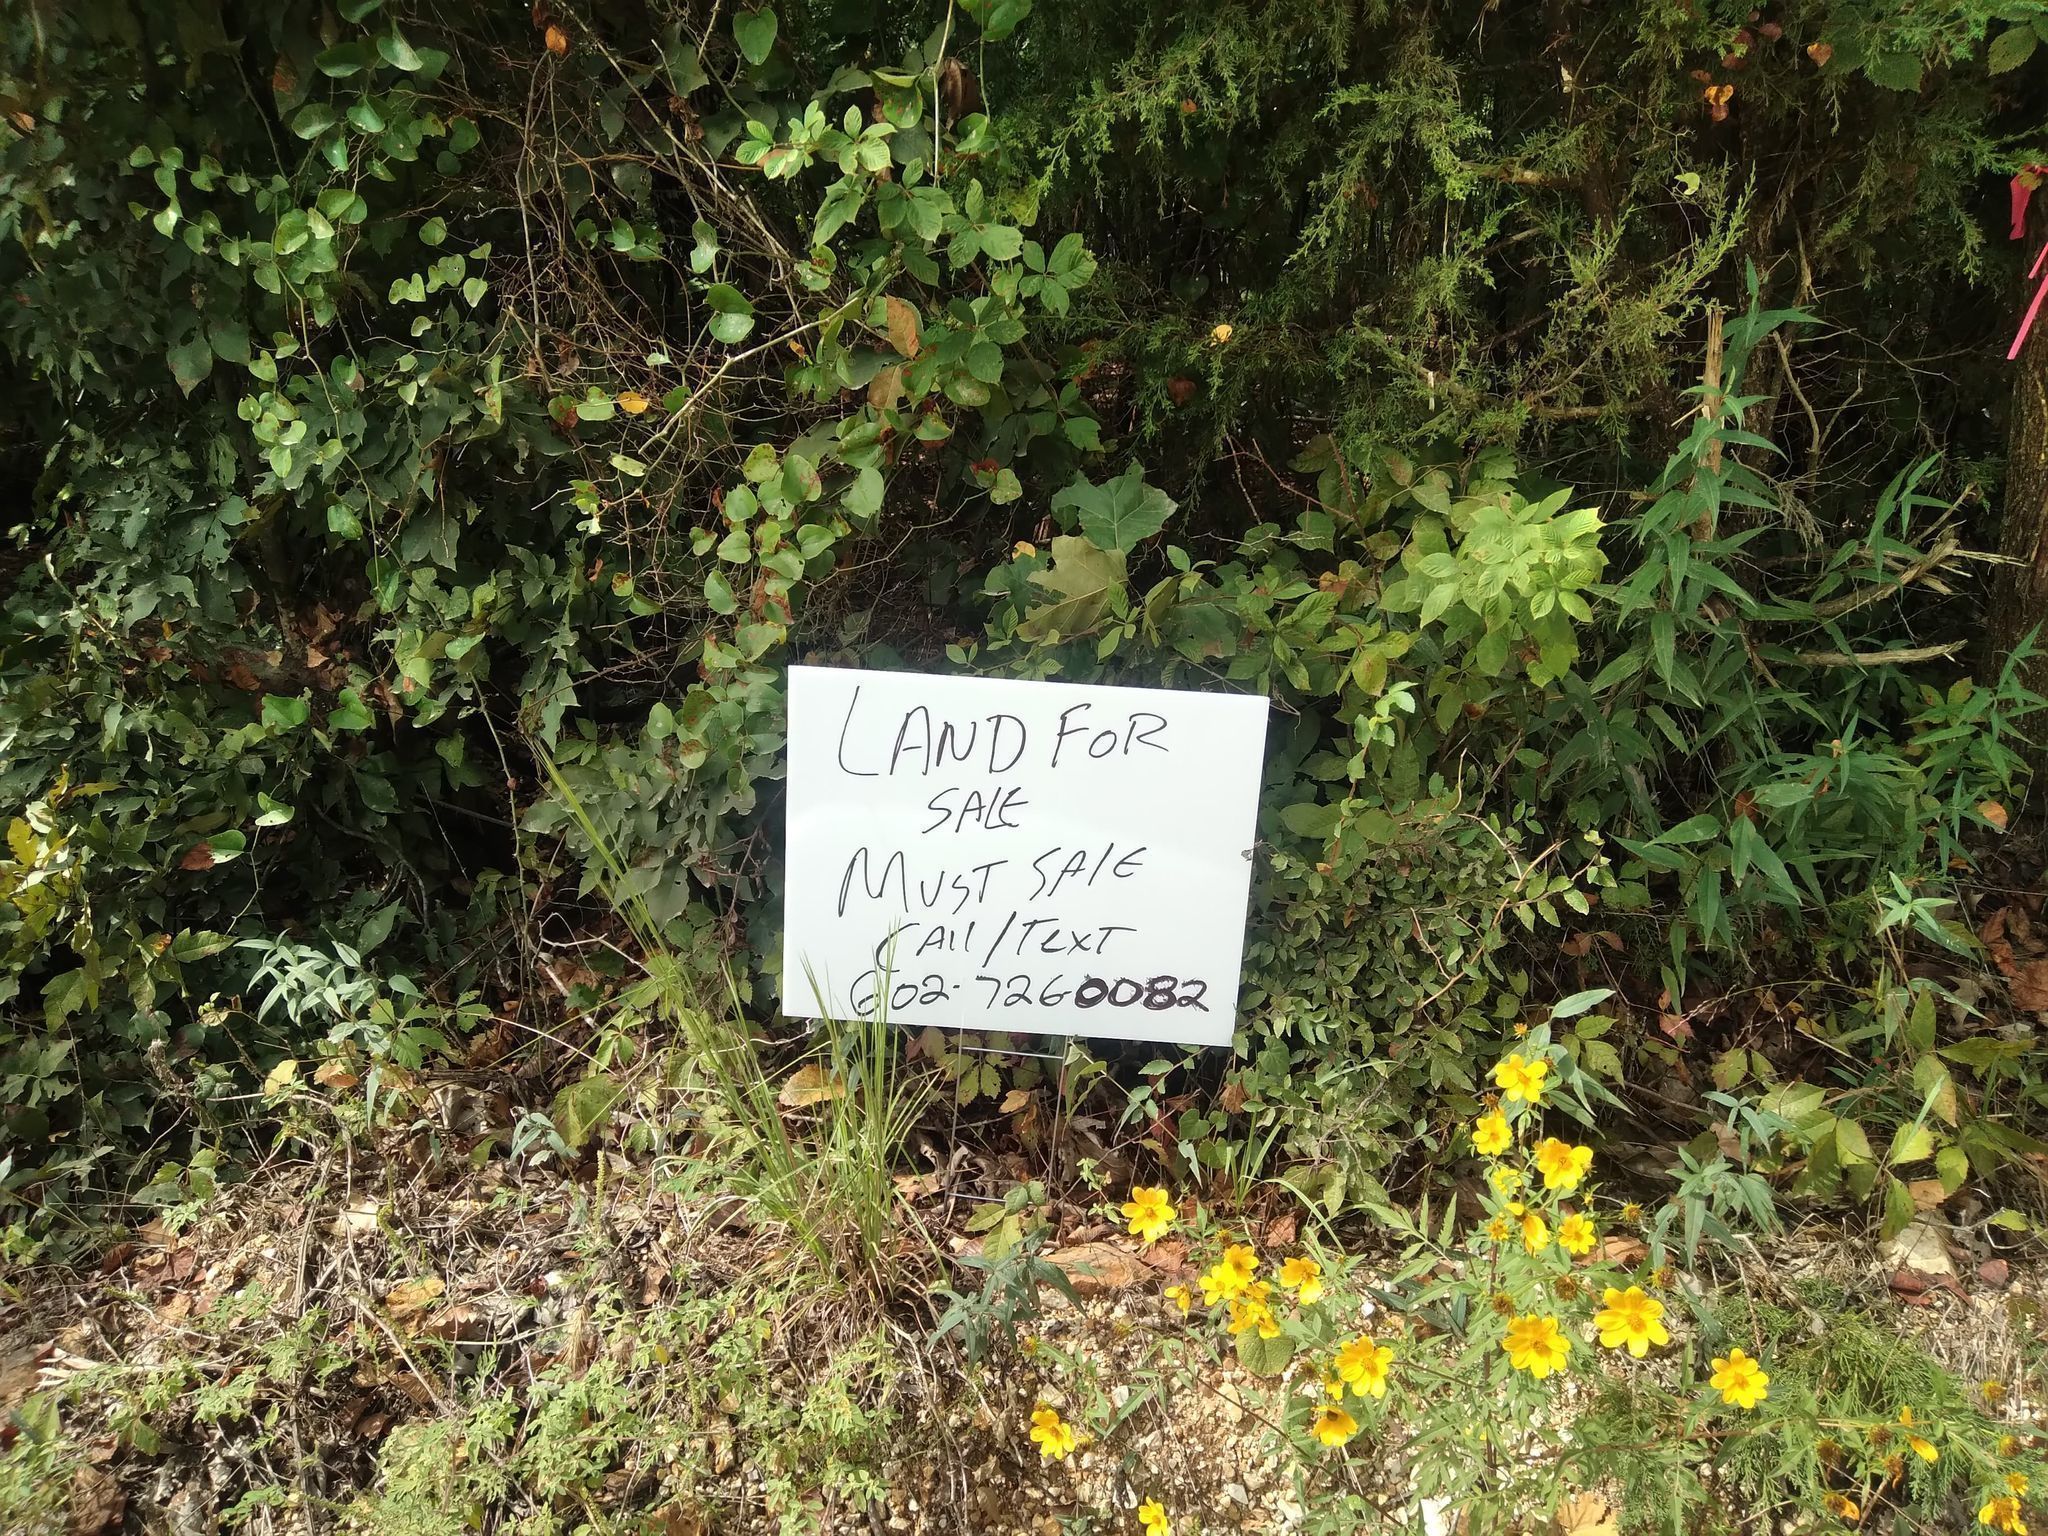 LAND FOR
SALE
MUST SALE
CALL/TEXT
602-7260082